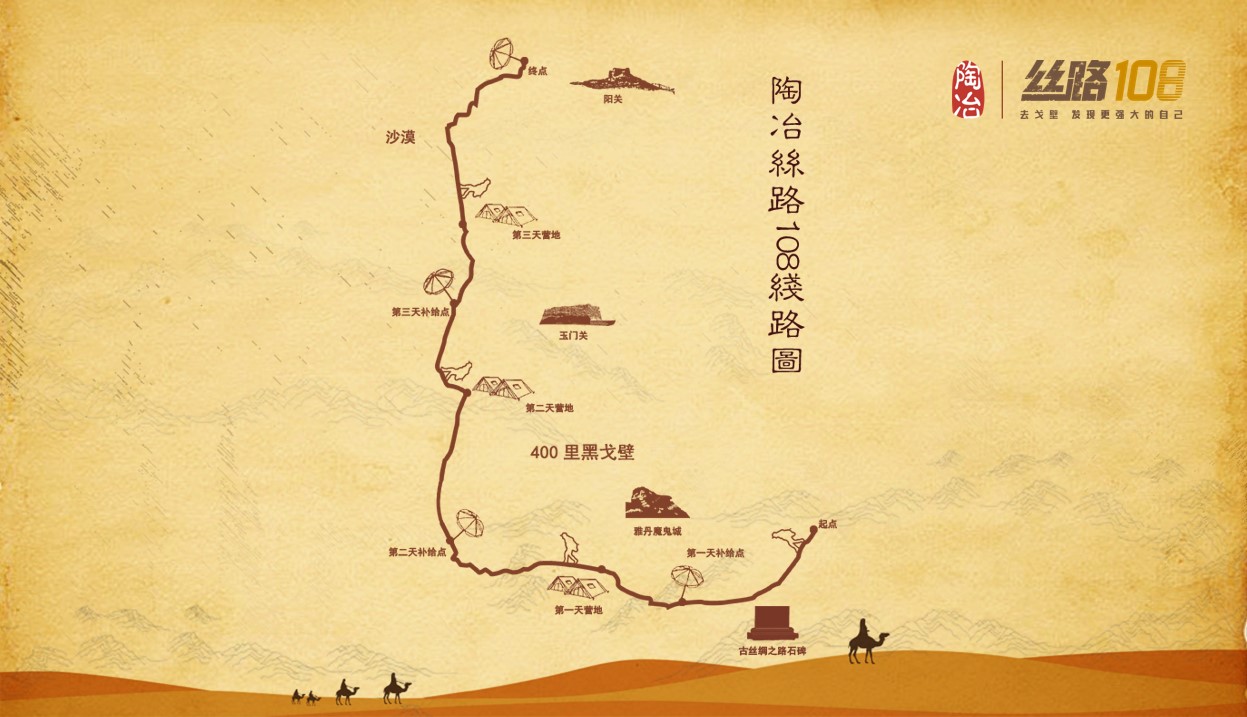 陶冶
丝路108
去戈壁 发现更强大的自己
陶冶絲路108綫路圖
终点
阳关
沙漠
第三天营地
第三天补给点
玉门关
第二天营地
400 里黑戈壁
雅丹魔鬼城
起点
第二天补给点
第一天补给点
第一天营地
古丝绸之路石碑